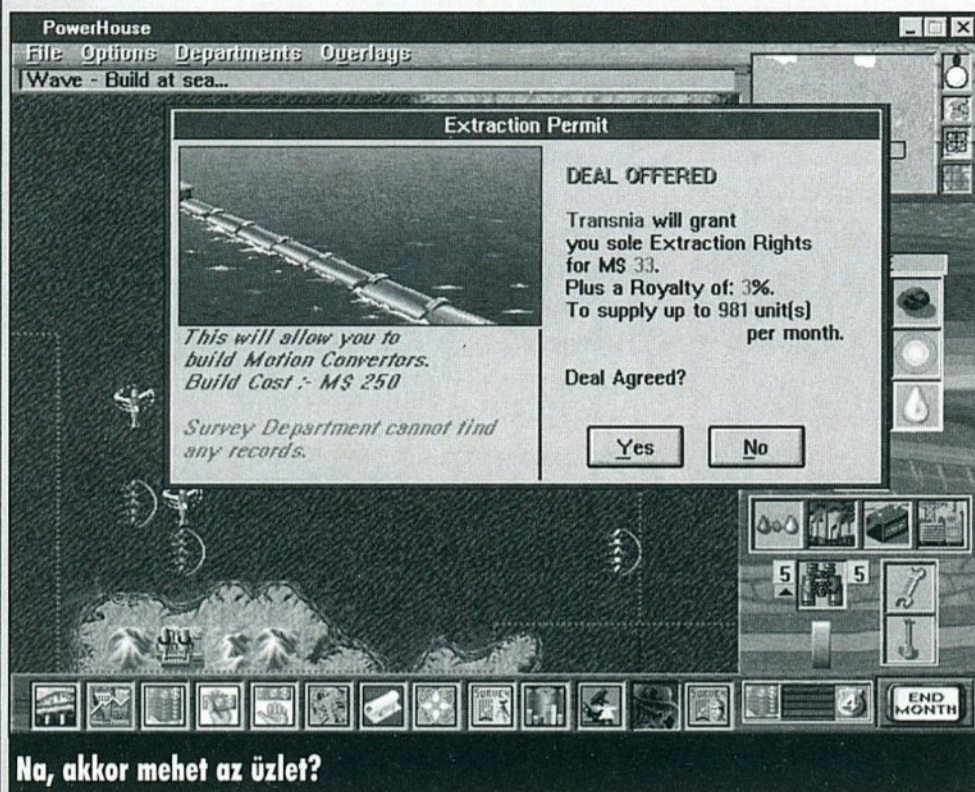 PowerHouse
File Options Departments Overlays
Wave - Build at sea...
Extraction Permit
DEAL OFFERED
Transnia will grant
you sole Extraction Rights
for M$ 33.
Plus a Royalty of: 3%.
To supply up to 981 unit(s)
per month.
Deal Agreed?
Yes No
This will allow you to
build Motion Convertors.
Build Cost :- M$ 250
Survey Department cannot find
any records.
5 5
SURVEY SURVEY
END
MONTH
Na, akkor mehet az üzlet?